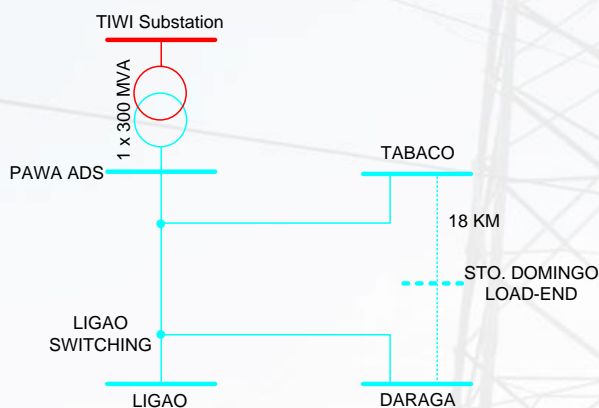 TIWI Substation
1 x 300 MVA
PAWA ADS
TABACO
18 KM
STO. DOMINGO
LOAD-END
LIGAO
SWITCHING
LIGAO
DARAGA